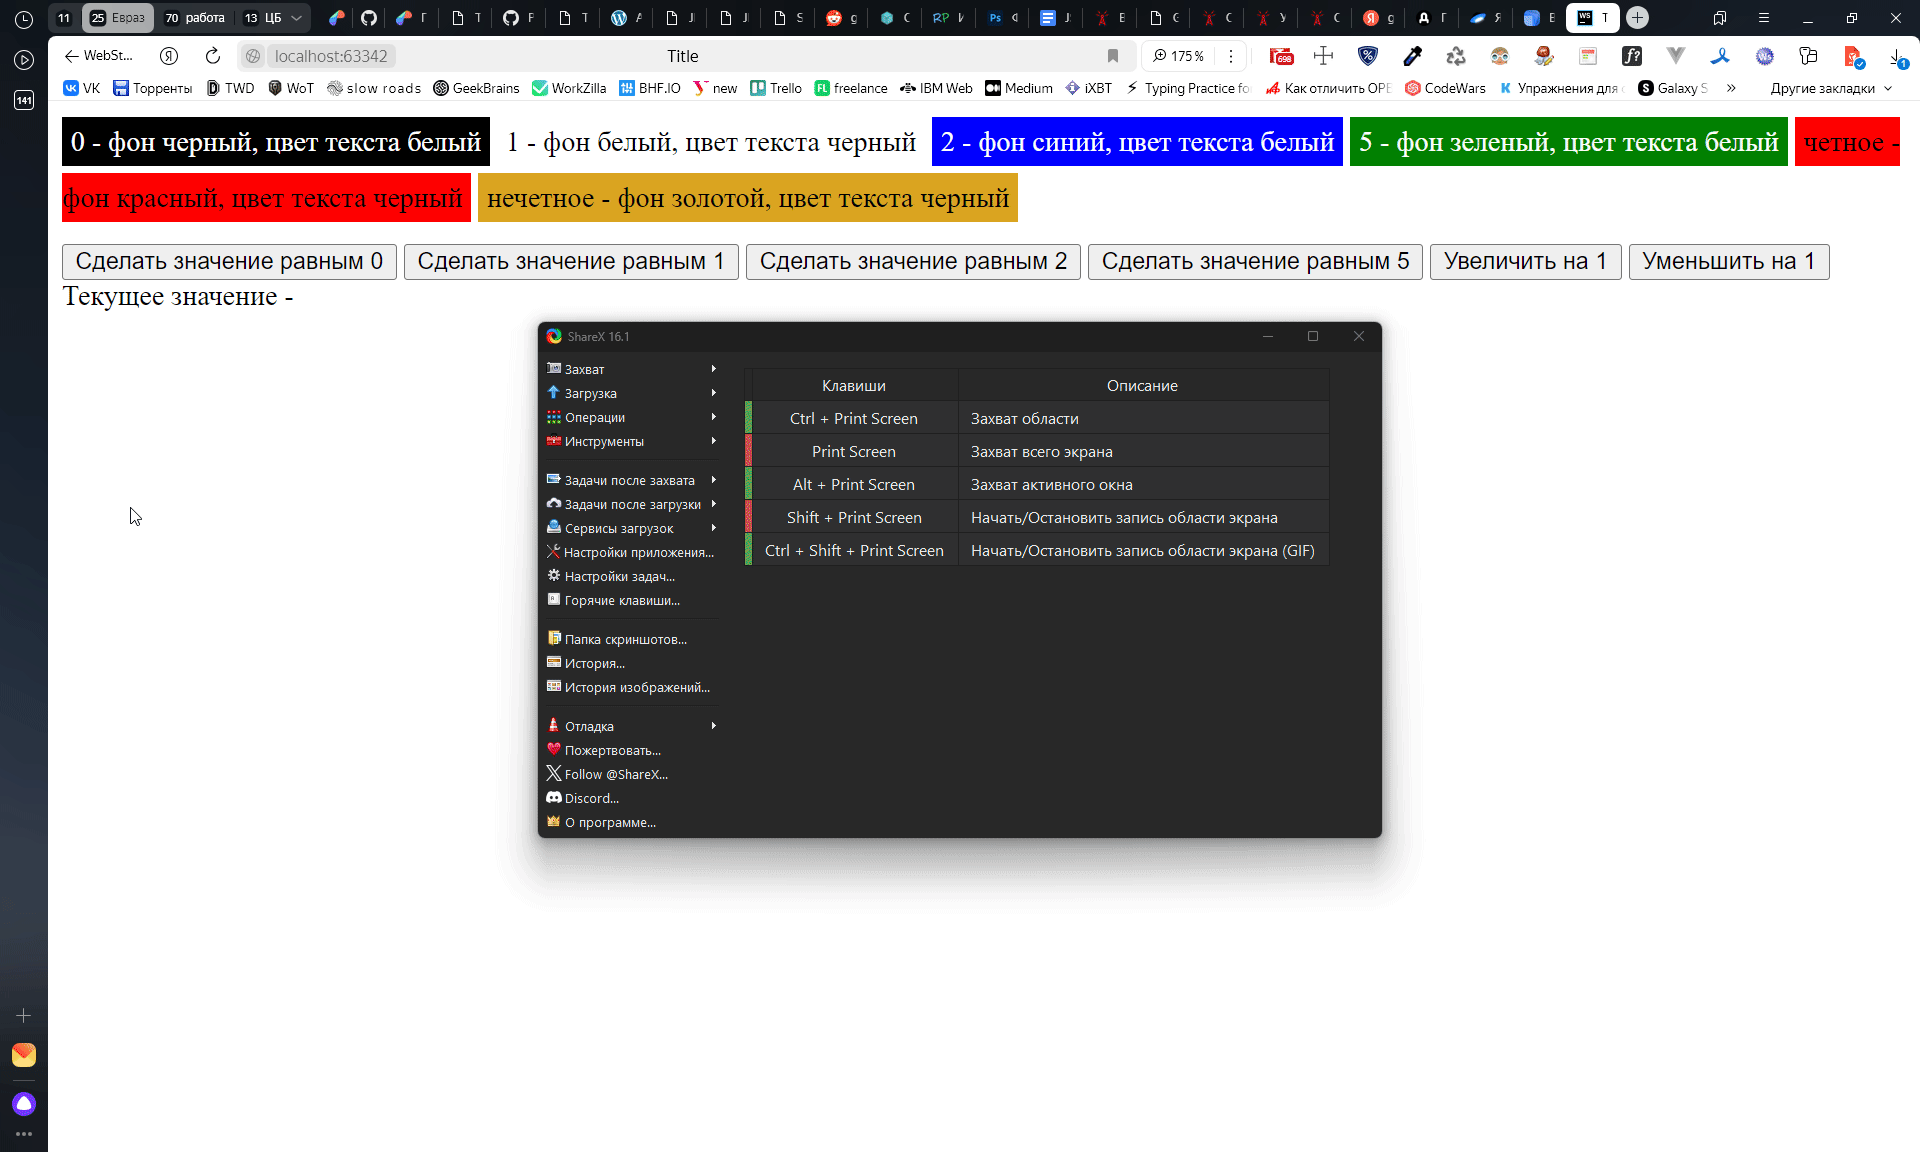 11 25 Евраз 70 работа 13 ЦБ
WebSt... localhost:63342 Title 175 %
141
VK Торренты TWD WoT slow roads GeekBrains WorkZilla BHF.IO new Trello freelance IBM Web Medium iXBT Typing Practice fo Как отличить OPE CodeWars Упражнения для Galaxy S » Другие закладки
0 - фон черный, цвет текста белый 1 - фон белый, цвет текста черный 2 - фон синий, цвет текста белый 5 - фон зеленый, цвет текста белый четное -
фон красный, цвет текста черный нечетное - фон золотой, цвет текста черный
Сделать значение равным 0 Сделать значение равным 1 Сделать значение равным 2 Сделать значение равным 5 Увеличить на 1 Уменьшить на 1
Текущее значение -
ShareX 16.1
Захват
Загрузка
Операции
Инструменты
Задачи после захвата
Задачи после загрузки
Сервисы загрузок
Настройки приложения...
Настройки задач...
Горячие клавиши...
Папка скриншотов...
История...
История изображений...
Отладка
Пожертвовать...
Follow @ShareX...
Discord...
О программе...
Клавиши Описание
Ctrl + Print Screen Захват области
Print Screen Захват всего экрана
Alt + Print Screen Захват активного окна
Shift + Print Screen Начать/Остановить запись области экрана
Ctrl + Shift + Print Screen Начать/Остановить запись области экрана (GIF)